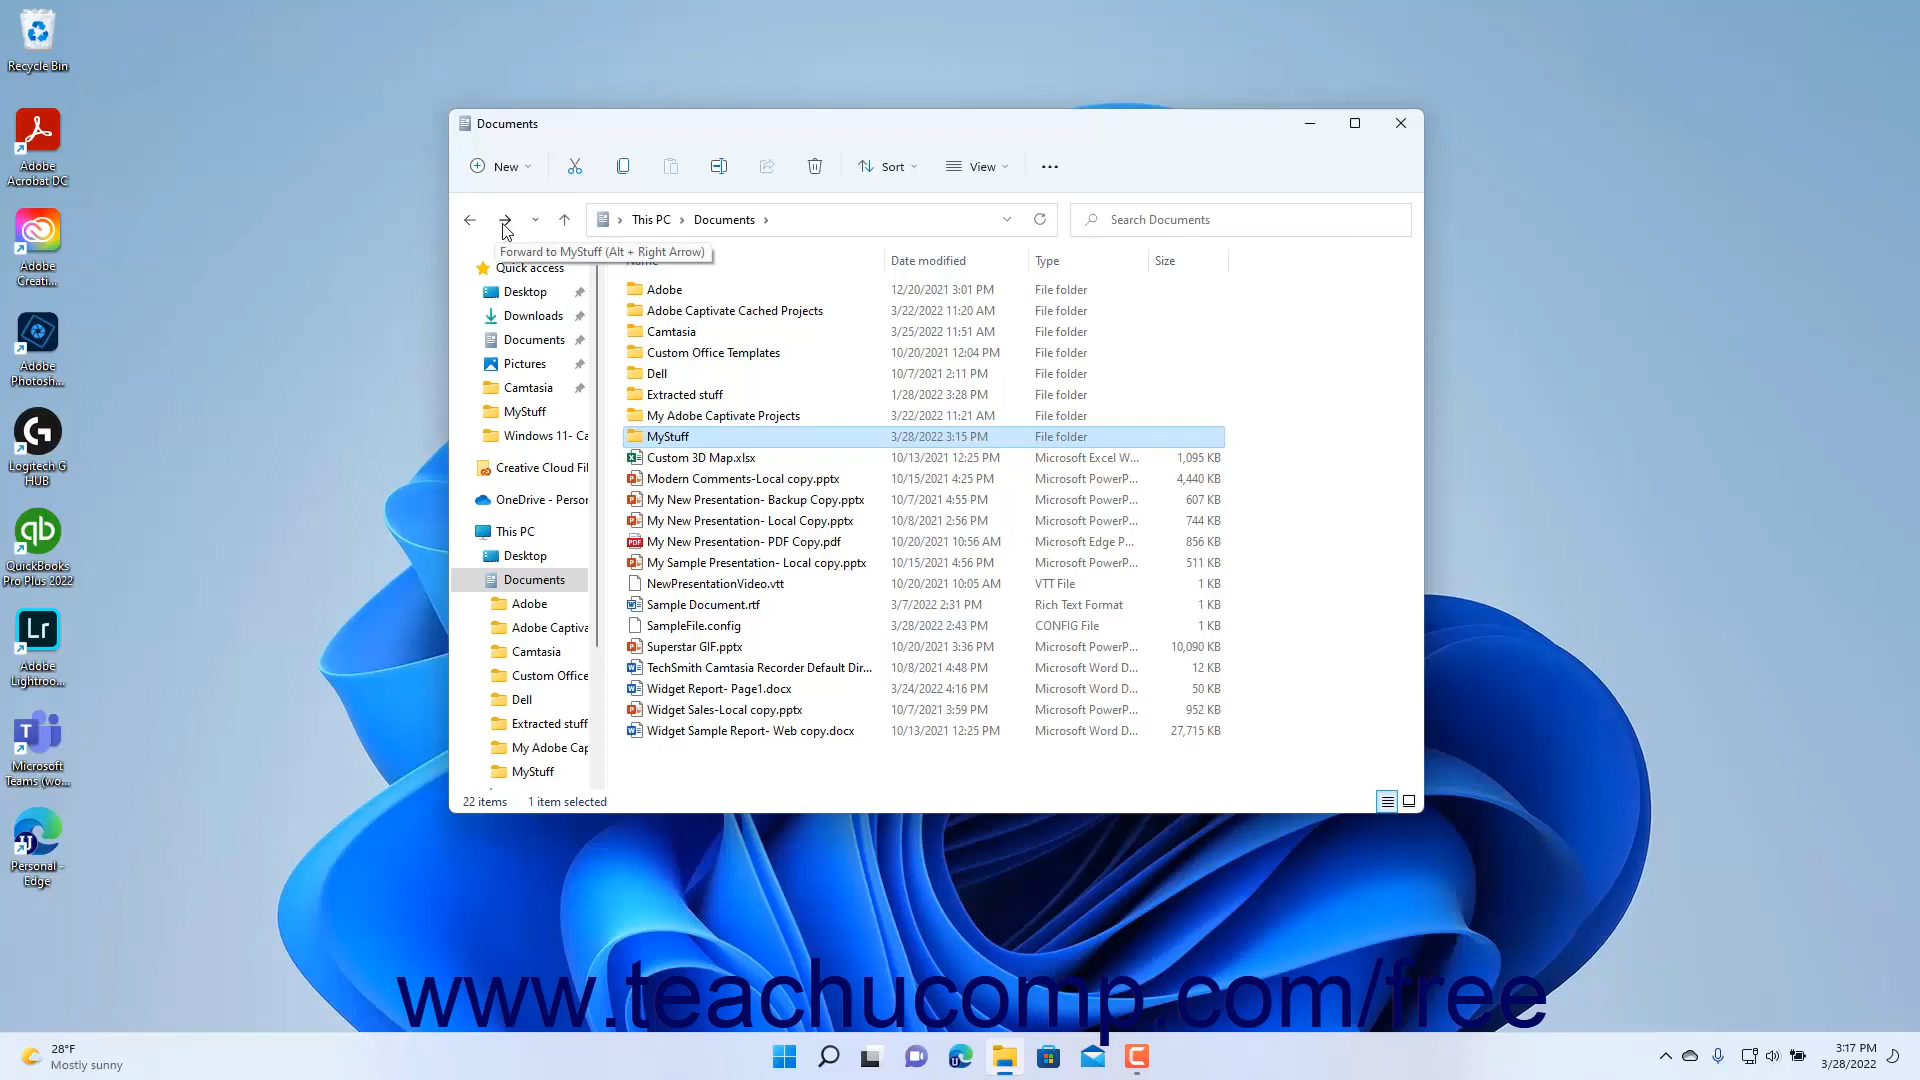 Recycle Bin
Adobe
Acrobat DC
Adobe
Creati...
Adobe
Photosh...
Logitech G
HUB
QuickBooks
Pro Plus 2022
Adobe
Lightroo...
Microsoft
Teams (wo...
Personal -
Edge
Documents
New
Sort
View
This PC > Documents >
Search Documents
Forward to MyStuff (Alt + Right Arrow)
Quick access
Desktop
Downloads
Documents
Pictures
Camtasia
MyStuff
Windows 11- Ca
Creative Cloud Fil
OneDrive - Person
This PC
Desktop
Documents
Adobe
Adobe Captiva
Camtasia
Custom Office
Dell
Extracted stuff
My Adobe Cap
MyStuff
Name Date modified Type Size
Adobe 12/20/2021 3:01 PM File folder
Adobe Captivate Cached Projects 3/22/2022 11:20 AM File folder
Camtasia 3/25/2022 11:51 AM File folder
Custom Office Templates 10/20/2021 12:04 PM File folder
Dell 10/7/2021 2:11 PM File folder
Extracted stuff 1/28/2022 3:28 PM File folder
My Adobe Captivate Projects 3/22/2022 11:21 AM File folder
MyStuff 3/28/2022 3:15 PM File folder
Custom 3D Map.xlsx 10/13/2021 12:25 PM Microsoft Excel W... 1,095 KB
Modern Comments-Local copy.pptx 10/15/2021 4:25 PM Microsoft PowerP... 4,440 KB
My New Presentation- Backup Copy.pptx 10/7/2021 4:55 PM Microsoft PowerP... 607 KB
My New Presentation- Local Copy.pptx 10/8/2021 2:56 PM Microsoft PowerP... 744 KB
My New Presentation- PDF Copy.pdf 10/20/2021 10:56 AM Microsoft Edge P... 856 KB
My Sample Presentation- Local copy.pptx 10/15/2021 4:56 PM Microsoft PowerP... 511 KB
NewPresentationVideo.vtt 10/20/2021 10:05 AM VTT File 1 KB
Sample Document.rtf 3/7/2022 2:31 PM Rich Text Format 1 KB
SampleFile.config 3/28/2022 2:43 PM CONFIG File 1 KB
Superstar GIF.pptx 10/20/2021 3:36 PM Microsoft PowerP... 10,090 KB
TechSmith Camtasia Recorder Default Dir... 10/8/2021 4:48 PM Microsoft Word D... 12 KB
Widget Report- Page1.docx 3/24/2022 4:16 PM Microsoft Word D... 50 KB
Widget Sales-Local copy.pptx 10/7/2021 3:59 PM Microsoft PowerP... 952 KB
Widget Sample Report- Web copy.docx 10/13/2021 12:25 PM Microsoft Word D... 27,715 KB
22 items 1 item selected
www.teachucomp.com/free
28°F
Mostly sunny
3:17 PM
3/28/2022